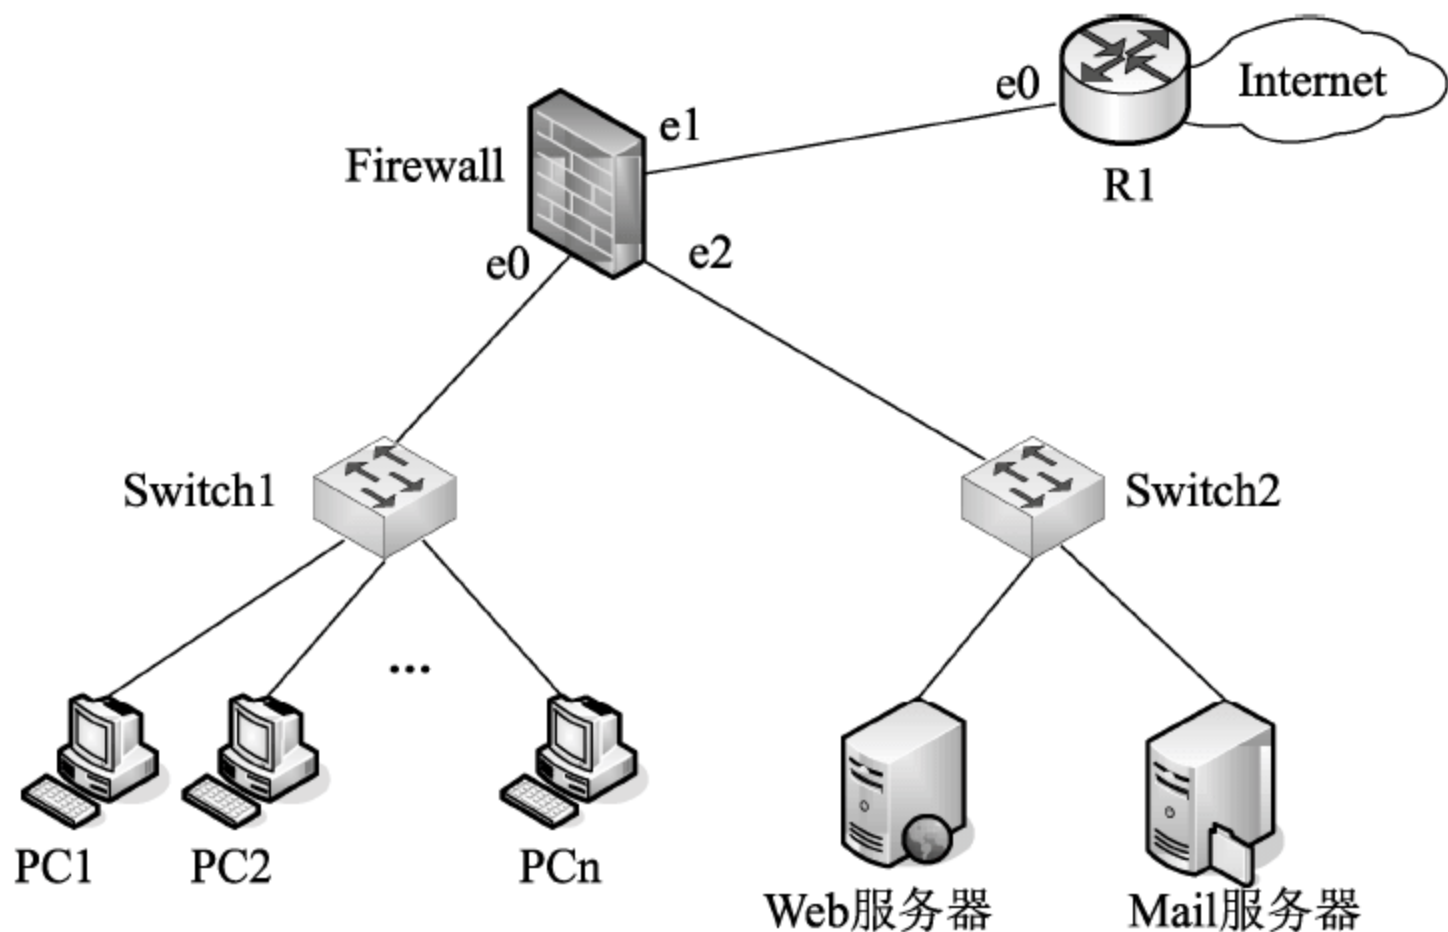 Internet
e0
R1
e1
Firewall
e0
e2
Switch1
Switch2
...
PC1
PC2
PCn
Web服务器
Mail服务器